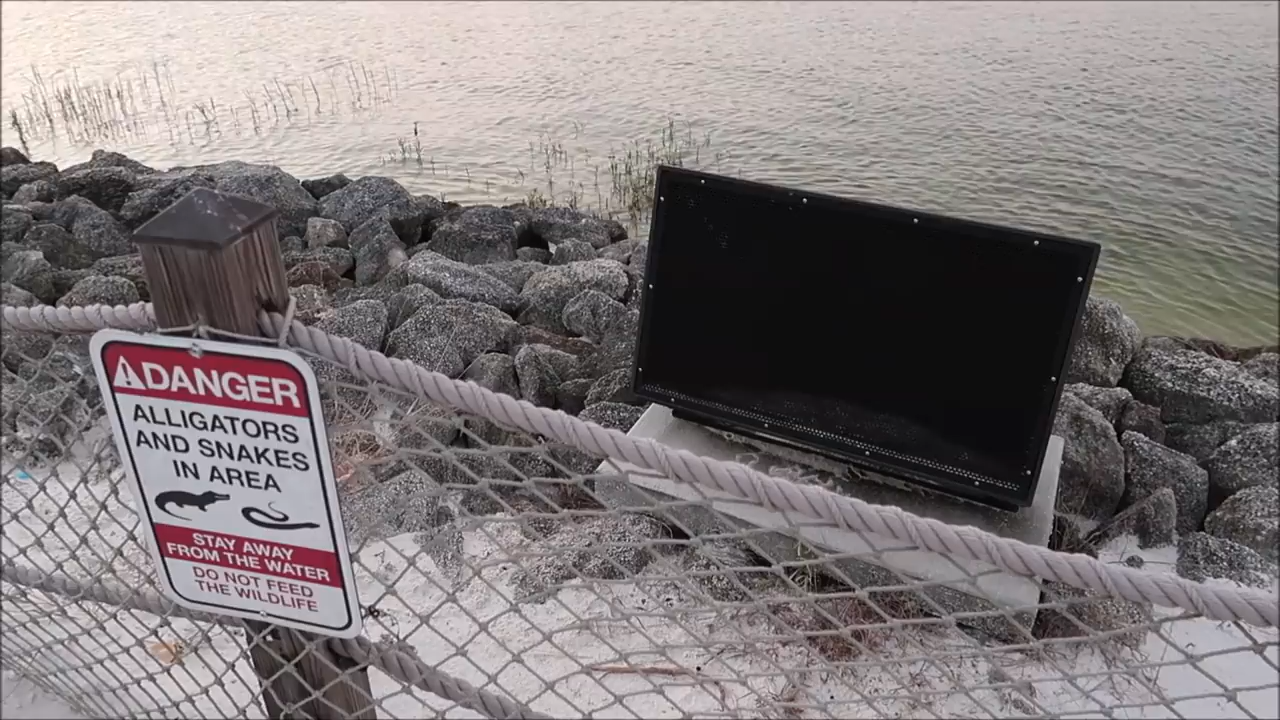 DANGER
ALLIGATORS
AND SNAKES
IN AREA
STAY AWAY
FROM THE WATER
DO NOT FEED
THE WILDLIFE